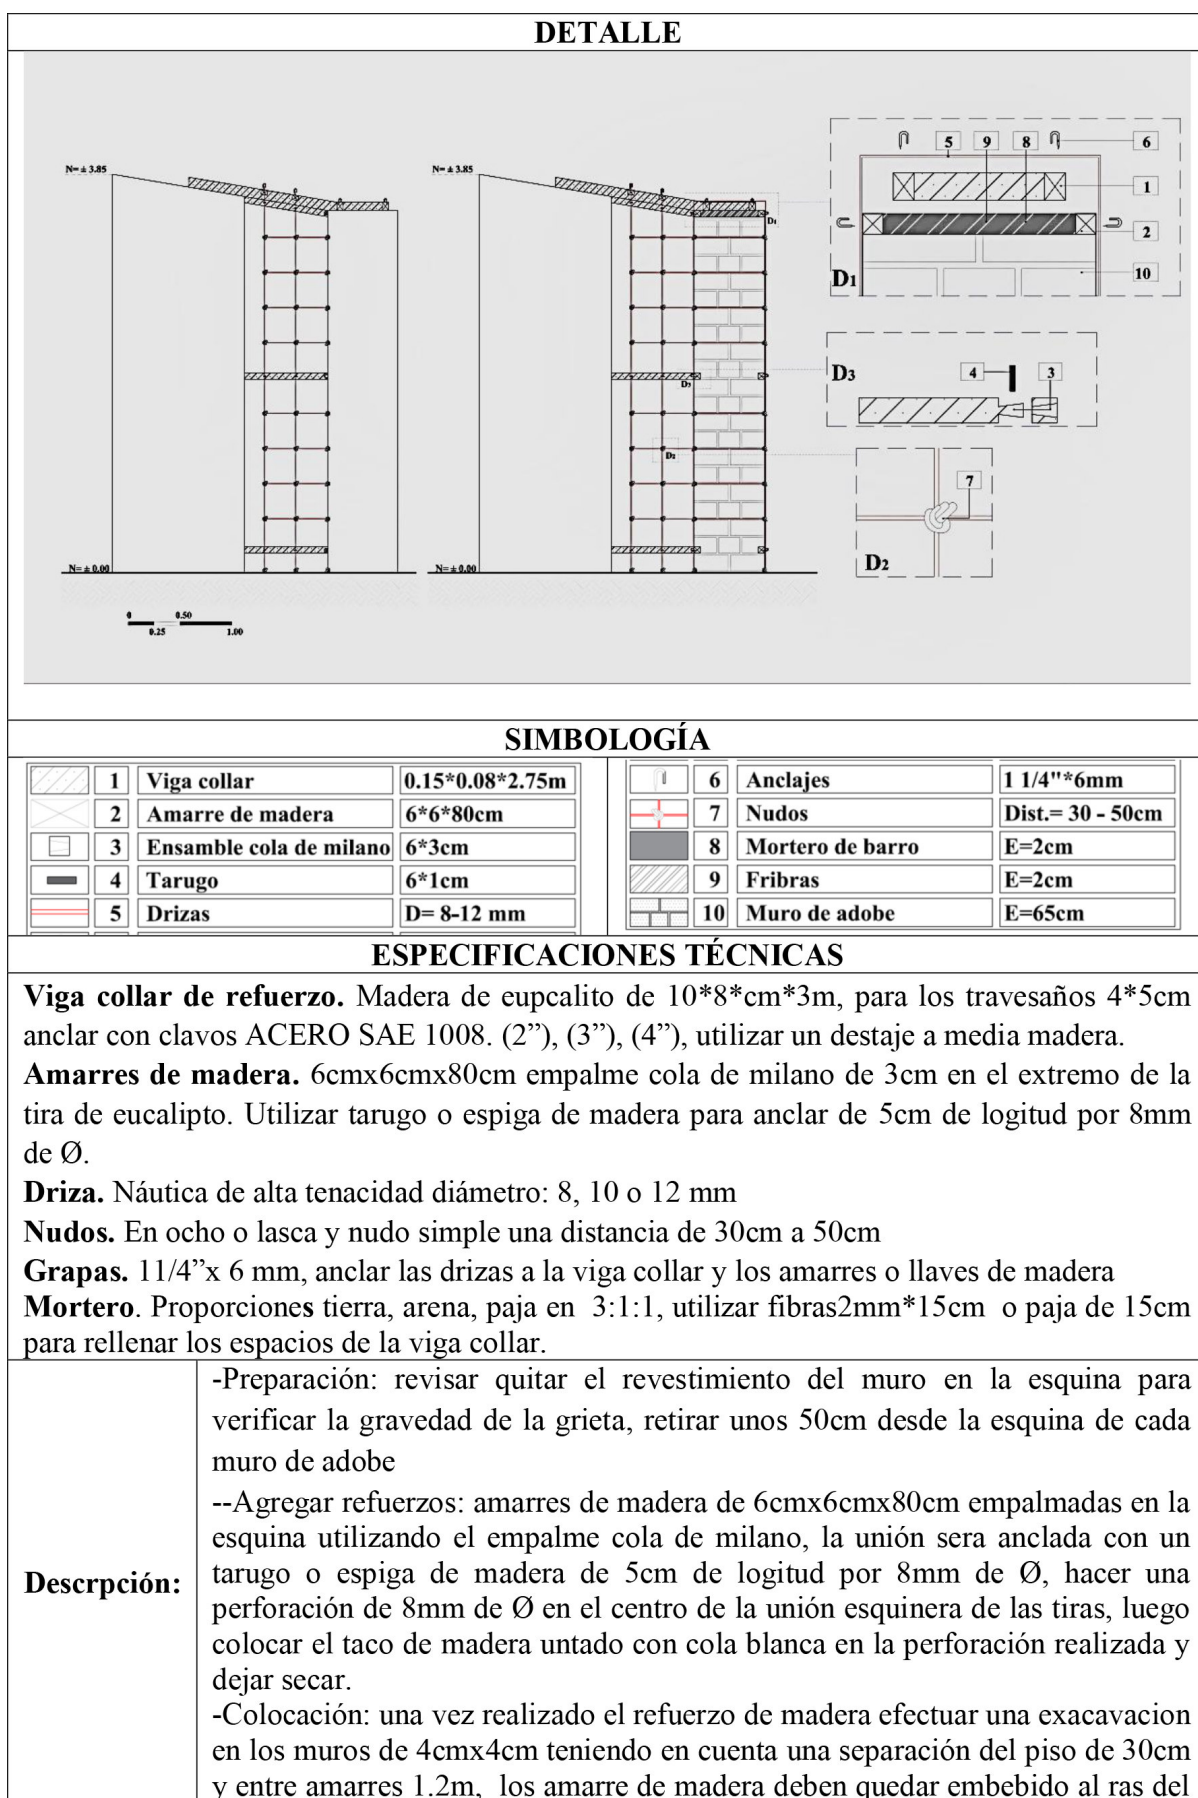 DETALLE
N= ± 3.85
N= ± 3.85
5 9 8 6
1
2
10
D1
D1
D3
4 3
D3
D2
7
D2
N= ± 0.00
N= ± 0.00
0 0.50
0.25 1.00
SIMBOLOGÍA
1 Viga collar 0.15*0.08*2.75m
2 Amarre de madera 6*6*80cm
3 Ensamble cola de milano 6*3cm
4 Tarugo 6*1cm
5 Drizas D= 8-12 mm
6 Anclajes 1 1/4"*6mm
7 Nudos Dist.= 30 - 50cm
8 Mortero de barro E=2cm
9 Fribras E=2cm
10 Muro de adobe E=65cm
ESPECIFICACIONES TÉCNICAS
Viga collar de refuerzo. Madera de eupcalito de 10*8*cm*3m, para los travesaños 4*5cm
anclar con clavos ACERO SAE 1008. (2”), (3”), (4”), utilizar un destaje a media madera.
Amarres de madera. 6cmx6cmx80cm empalme cola de milano de 3cm en el extremo de la
tira de eucalipto. Utilizar tarugo o espiga de madera para anclar de 5cm de logitud por 8mm
de Ø.
Driza. Náutica de alta tenacidad diámetro: 8, 10 o 12 mm
Nudos. En ocho o lasca y nudo simple una distancia de 30cm a 50cm
Grapas. 11/4”x 6 mm, anclar las drizas a la viga collar y los amarres o llaves de madera
Mortero. Proporciones tierra, arena, paja en 3:1:1, utilizar fibras2mm*15cm o paja de 15cm
para rellenar los espacios de la viga collar.
Descrpción:
-Preparación: revisar quitar el revestimiento del muro en la esquina para
verificar la gravedad de la grieta, retirar unos 50cm desde la esquina de cada
muro de adobe
--Agregar refuerzos: amarres de madera de 6cmx6cmx80cm empalmadas en la
esquina utilizando el empalme cola de milano, la unión sera anclada con un
tarugo o espiga de madera de 5cm de logitud por 8mm de Ø, hacer una
perforación de 8mm de Ø en el centro de la unión esquinera de las tiras, luego
colocar el taco de madera untado con cola blanca en la perforación realizada y
dejar secar.
-Colocación: una vez realizado el refuerzo de madera efectuar una exacavacion
en los muros de 4cmx4cm teniendo en cuenta una separación del piso de 30cm
y entre amarres 1.2m, los amarre de madera deben quedar embebido al ras del